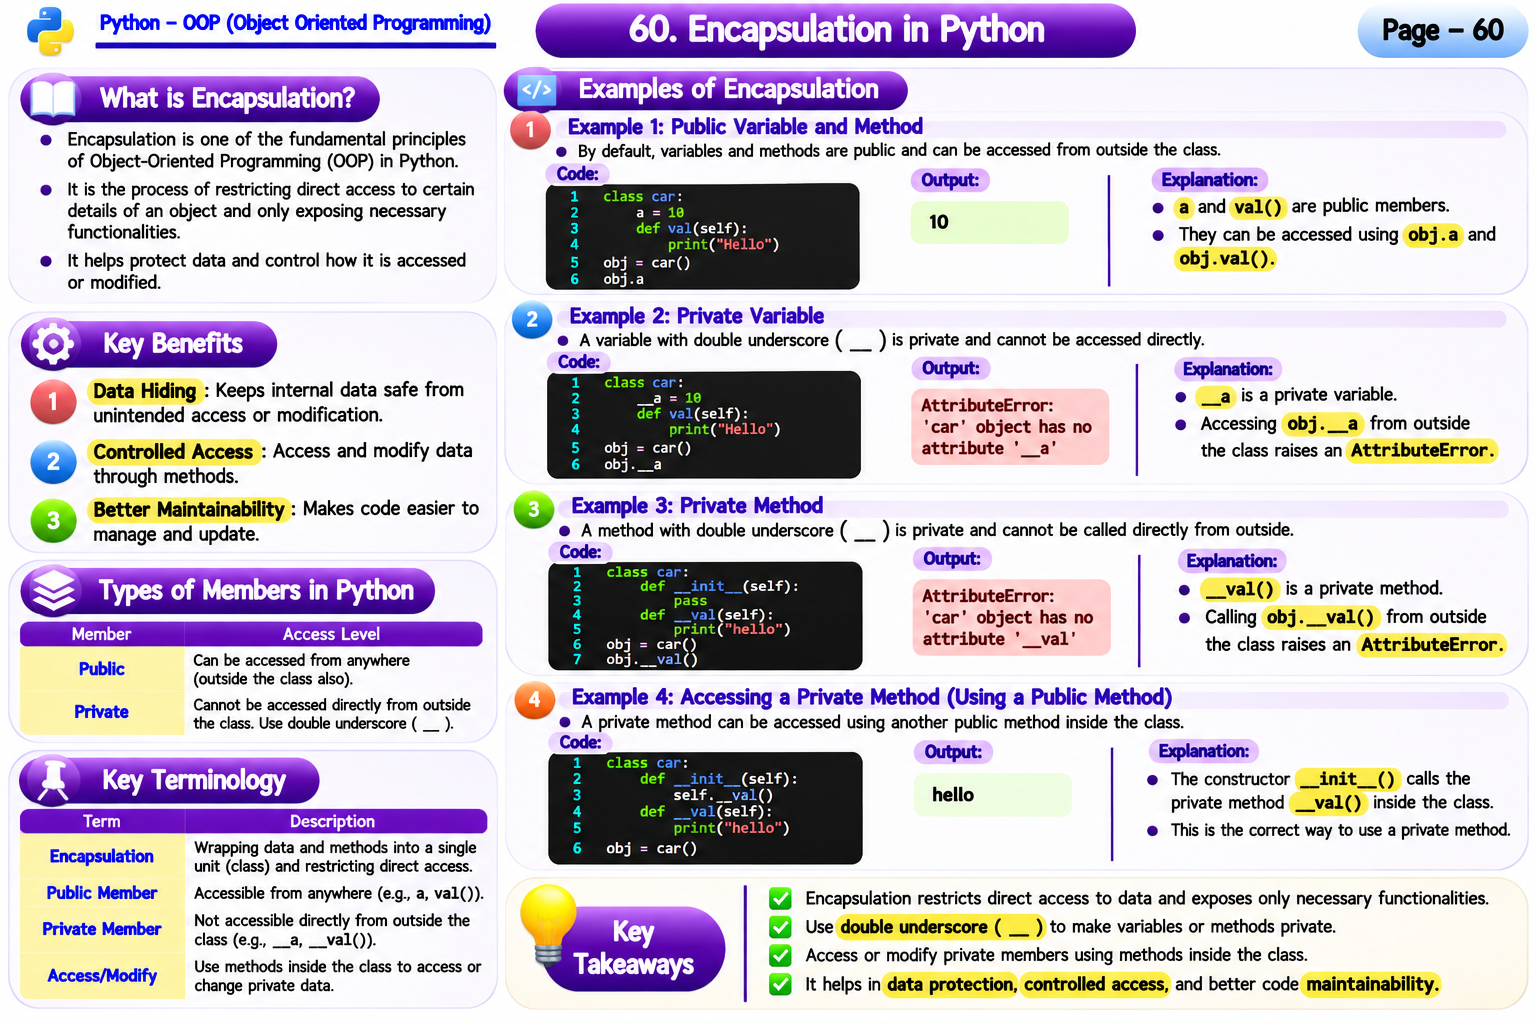 Python – OOP (Object Oriented Programming)
60. Encapsulation in Python
Page – 60
What is Encapsulation?
● Encapsulation is one of the fundamental principles
of Object-Oriented Programming (OOP) in Python.
● It is the process of restricting direct access to certain
details of an object and only exposing necessary
functionalities.
● It helps protect data and control how it is accessed
or modified.
Key Benefits
1 Data Hiding : Keeps internal data safe from
unintended access or modification.
2 Controlled Access : Access and modify data
through methods.
3 Better Maintainability : Makes code easier to
manage and update.
Types of Members in Python
Member Access Level
Public Can be accessed from anywhere
(outside the class also).
Private Cannot be accessed directly from outside
the class. Use double underscore ( __ ).
Key Terminology
Term Description
Encapsulation Wrapping data and methods into a single
unit (class) and restricting direct access.
Public Member Accessible from anywhere (e.g., a, val()).
Private Member Not accessible directly from outside the
class (e.g., __a, __val()).
Access/Modify Use methods inside the class to access or
change private data.
</> Examples of Encapsulation
1 Example 1: Public Variable and Method
● By default, variables and methods are public and can be accessed from outside the class.
Code:
1 class car:
2     a = 10
3     def val(self):
4         print("Hello")
5 obj = car()
6 obj.a
Output:
10
Explanation:
● a and val() are public members.
● They can be accessed using obj.a and
obj.val().
2 Example 2: Private Variable
● A variable with double underscore ( __ ) is private and cannot be accessed directly.
Code:
1 class car:
2     __a = 10
3     def val(self):
4         print("Hello")
5 obj = car()
6 obj.__a
Output:
AttributeError:
'car' object has no
attribute '__a'
Explanation:
● __a is a private variable.
● Accessing obj.__a from outside
the class raises an AttributeError.
3 Example 3: Private Method
● A method with double underscore ( __ ) is private and cannot be called directly from outside.
Code:
1 class car:
2     def __init__(self):
3         pass
4     def __val(self):
5         print("hello")
6 obj = car()
7 obj.__val()
Output:
AttributeError:
'car' object has no
attribute '__val'
Explanation:
● __val() is a private method.
● Calling obj.__val() from outside
the class raises an AttributeError.
4 Example 4: Accessing a Private Method (Using a Public Method)
● A private method can be accessed using another public method inside the class.
Code:
1 class car:
2     def __init__(self):
3         self.__val()
4     def __val(self):
5         print("hello")
6 obj = car()
Output:
hello
Explanation:
● The constructor __init__() calls the
private method __val() inside the class.
● This is the correct way to use a private method.
Key
Takeaways
✅ Encapsulation restricts direct access to data and exposes only necessary functionalities.
✅ Use double underscore ( __ ) to make variables or methods private.
✅ Access or modify private members using methods inside the class.
✅ It helps in data protection, controlled access, and better code maintainability.